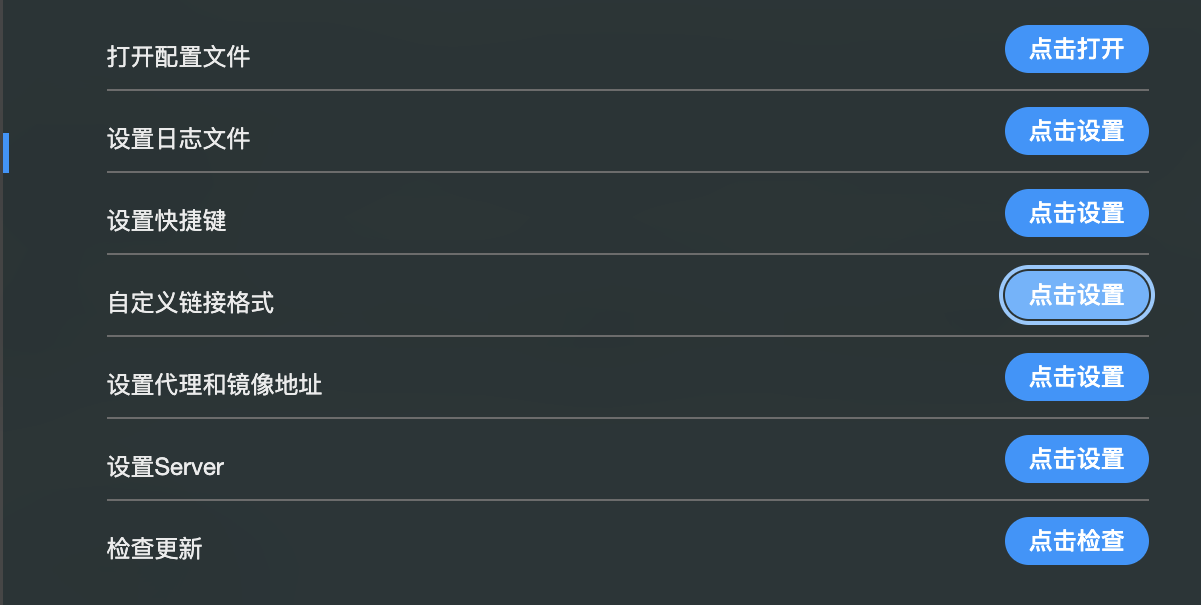 打开配置文件 点击打开
设置日志文件 点击设置
设置快捷键 点击设置
自定义链接格式 点击设置
设置代理和镜像地址 点击设置
设置Server 点击设置
检查更新 点击检查